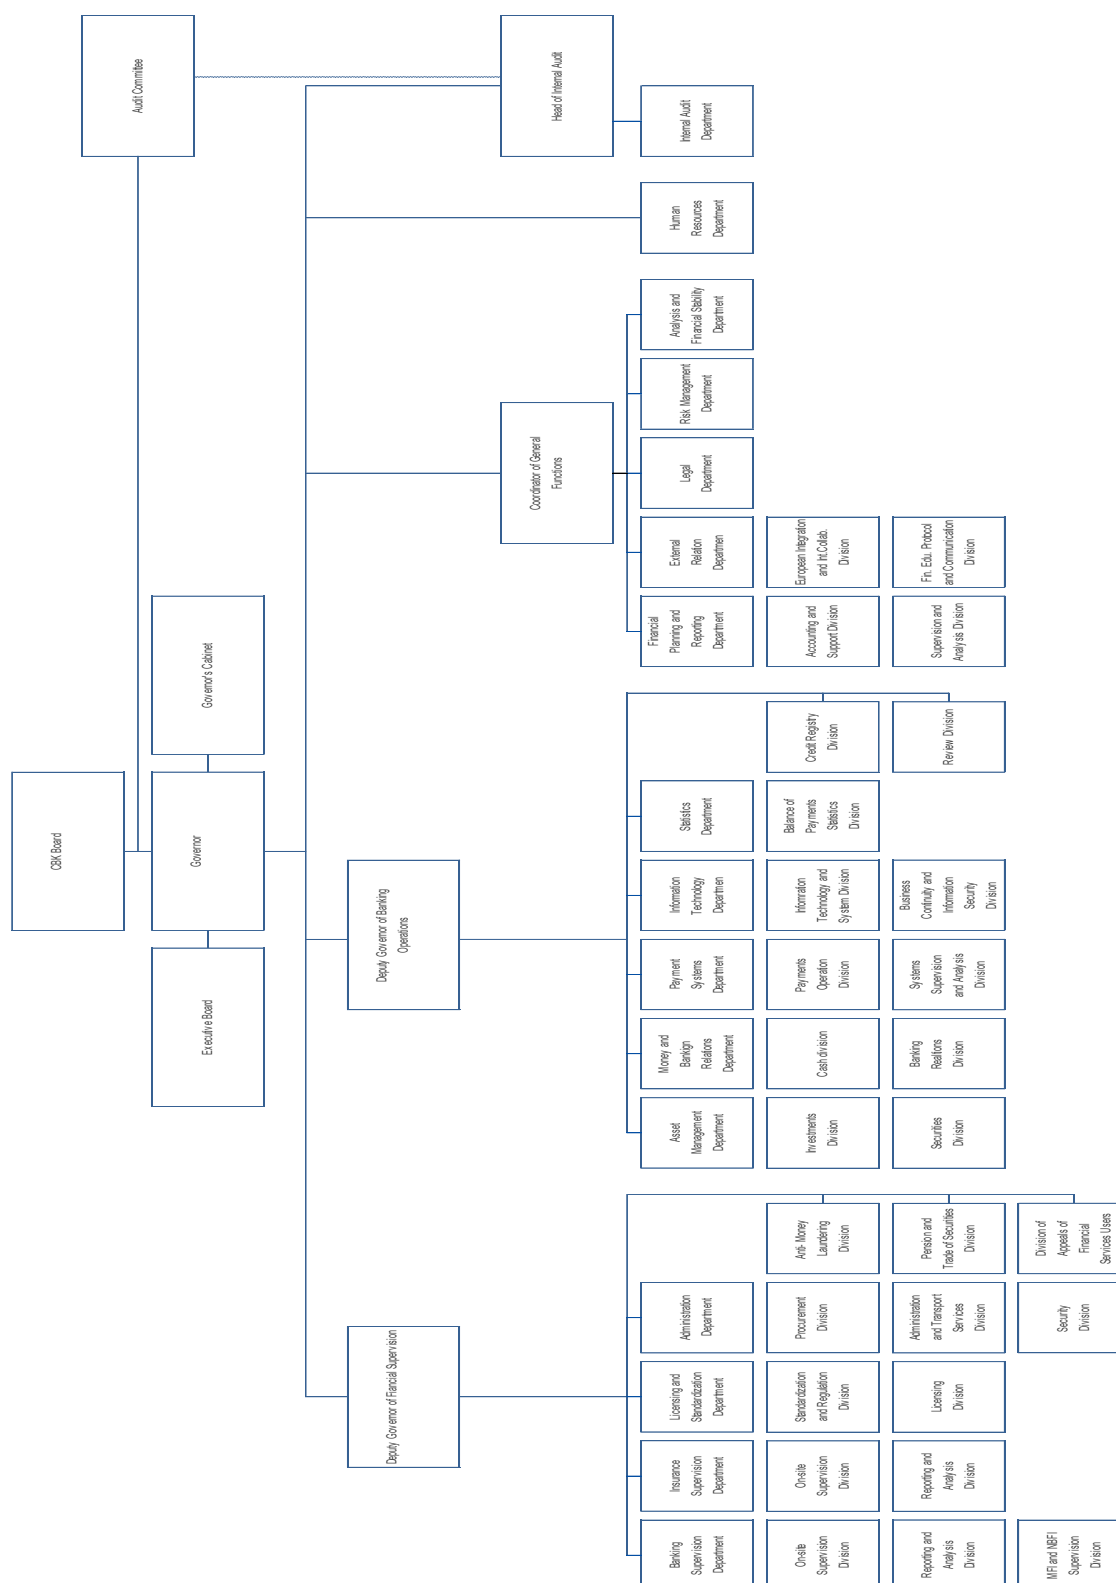 CBK Board
Audit Committee
Executive Board
Governor
Governor's Cabinet
Deputy Governor of Fiancial Supervision
Deputy Governor of Banking
Operations
Coordinator of General
Functions
Head of Internal Audit
Banking
Supervision
Department
Insurance
Supervision
Department
Licensing and
Standardization
Department
Administration
Department
Asset
Management
Department
Money and
Bankign
Relations
Department
Payment
Systems
Department
Information
Technology
Departmen
Statistics
Department
Financial
Planning and
Reporting
Department
External
Relation
Departmen
Legal
Department
Risk Management
Department
Analysis and
Financial Stability
Department
Human
Resources
Department
Internal Audit
Department
On-site
Supervision
Division
On-site
Supervision
Division
Standardization
and Regulation
Division
Procurement
Division
Anti- Money
Laundering
Division
Investments
Division
Cash division
Payments
Operation
Division
Infomration
Technology and
System Division
Balance of
Payments
Statistics
Division
Credit Registry
Division
Accounting and
Support Division
European Integration
and Int.Collab.
Division
Reporting and
Analysis
Division
Reporting and
Analysis
Division
Licensing
Division
Administration
and Transport
Services
Division
Pension and
Trade of Securities
Division
Securities
Division
Banking
Realtions
Division
Systems
Supervision
and Analysis
Division
Business
Continuity and
Information
Security
Division
Review Division
Supervision and
Analysis Division
Fin. Edu. Protocol
and Communication
Division
MFI and NBFI
Supervision
Division
Security
Division
Division of
Appeals of
Financial
Services Users